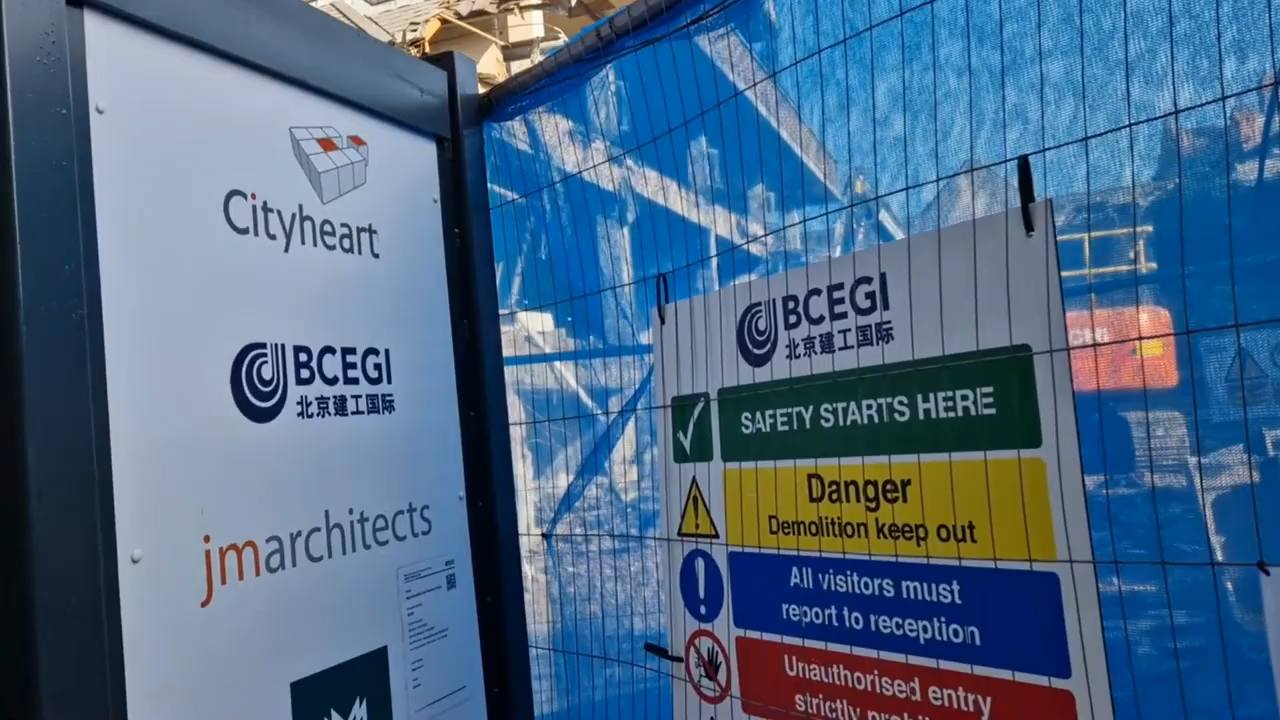 Cityheart
BCEGI
北京建工国际
jmarchitects
BCEGI
北京建工国际
SAFETY STARTS HERE
Danger
Demolition keep out
All visitors must
report to reception
Unauthorised entry
strictly